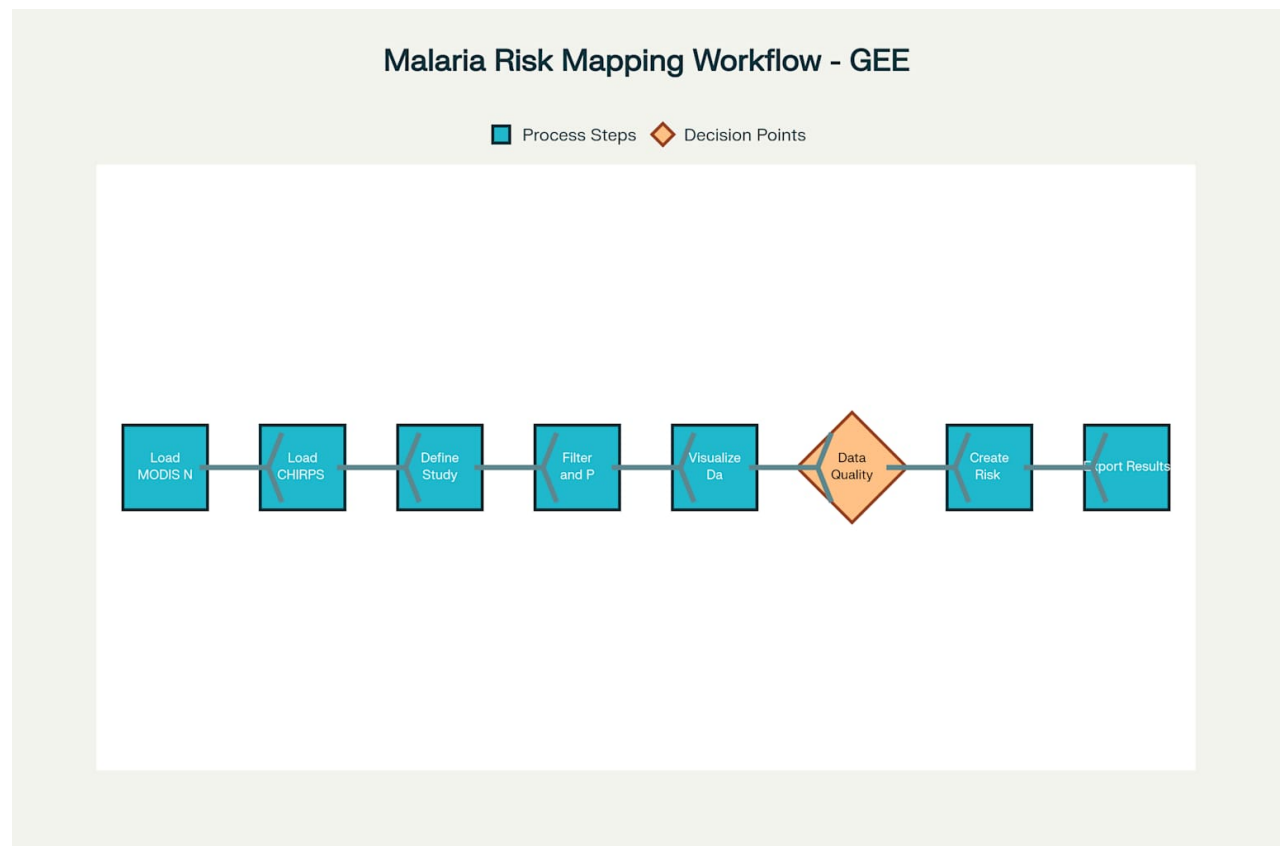 Malaria Risk Mapping Workflow - GEE
Process Steps
Decision Points
Load
MODIS N
Load
CHIRPS
Define
Study
Filter
and P
Visualize
Da
Data
Quality
Create
Risk
Export Results